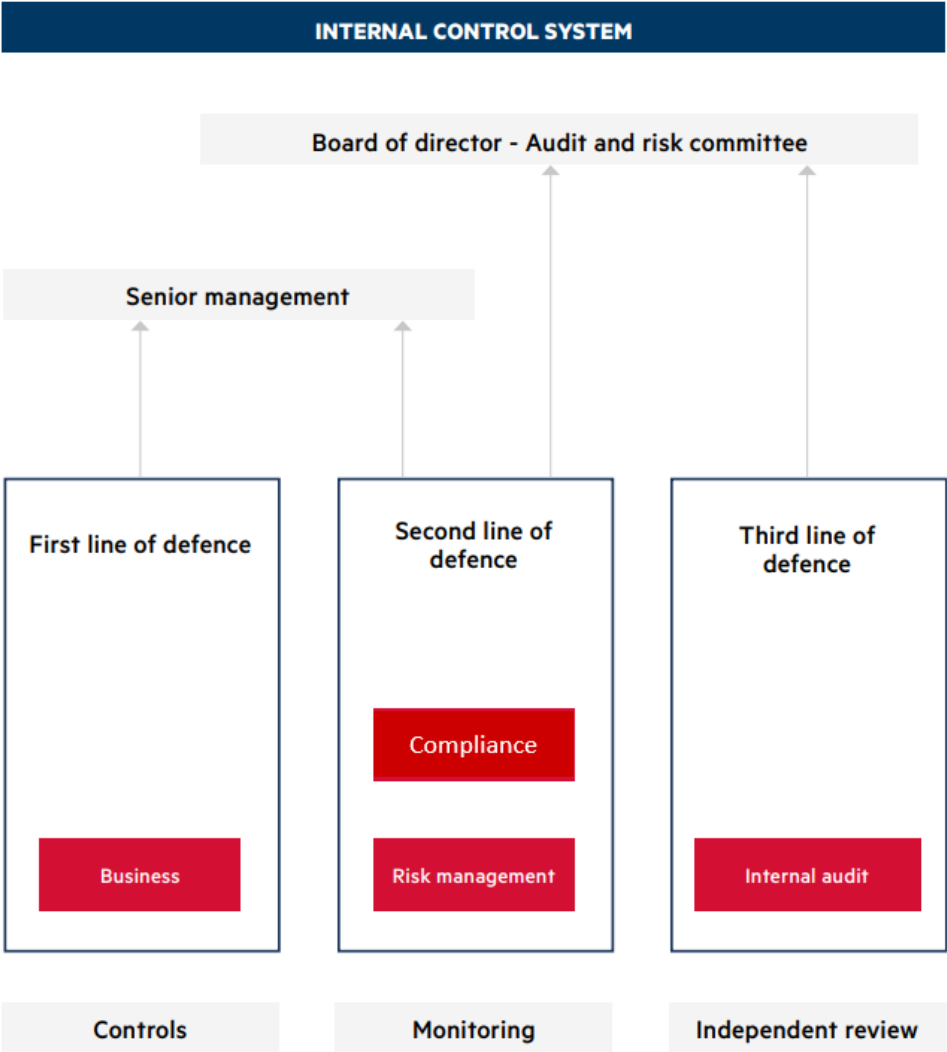 INTERNAL CONTROL SYSTEM
Board of director - Audit and risk committee
Senior management
First line of defence
Second line of
defence
Third line of
defence
Compliance
Business
Risk management
Internal audit
Controls
Monitoring
Independent review